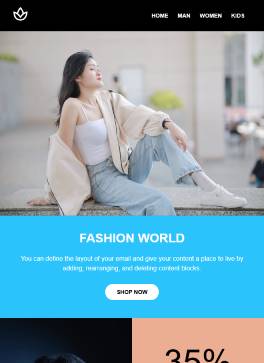 HOME MAN WOMEN KIDS
FASHION WORLD
You can define the layout of your email and give your content a place to live by
adding, rearranging, and deleting content blocks.
SHOP NOW
35%